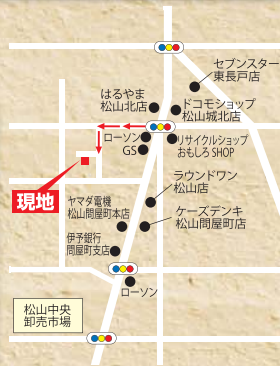 セブンスター
東長戸店
はるやま
松山北店
ドコモショップ
松山城北店
ローソン
GS
リサイクルショップ
おもしろSHOP
ラウンドワン
松山店
現地
ヤマダ電機
松山問屋町本店
ケーズデンキ
松山問屋町店
伊予銀行
問屋町支店
ローソン
松山中央
卸売市場